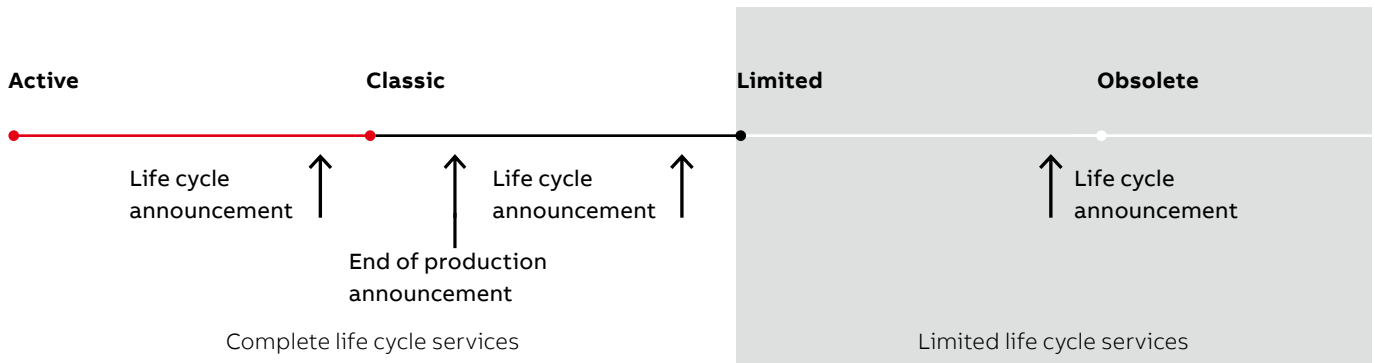 Active
Classic
Limited
Obsolete
Life cycle
announcement
Life cycle
announcement
Life cycle
announcement
End of production
announcement
Complete life cycle services
Limited life cycle services